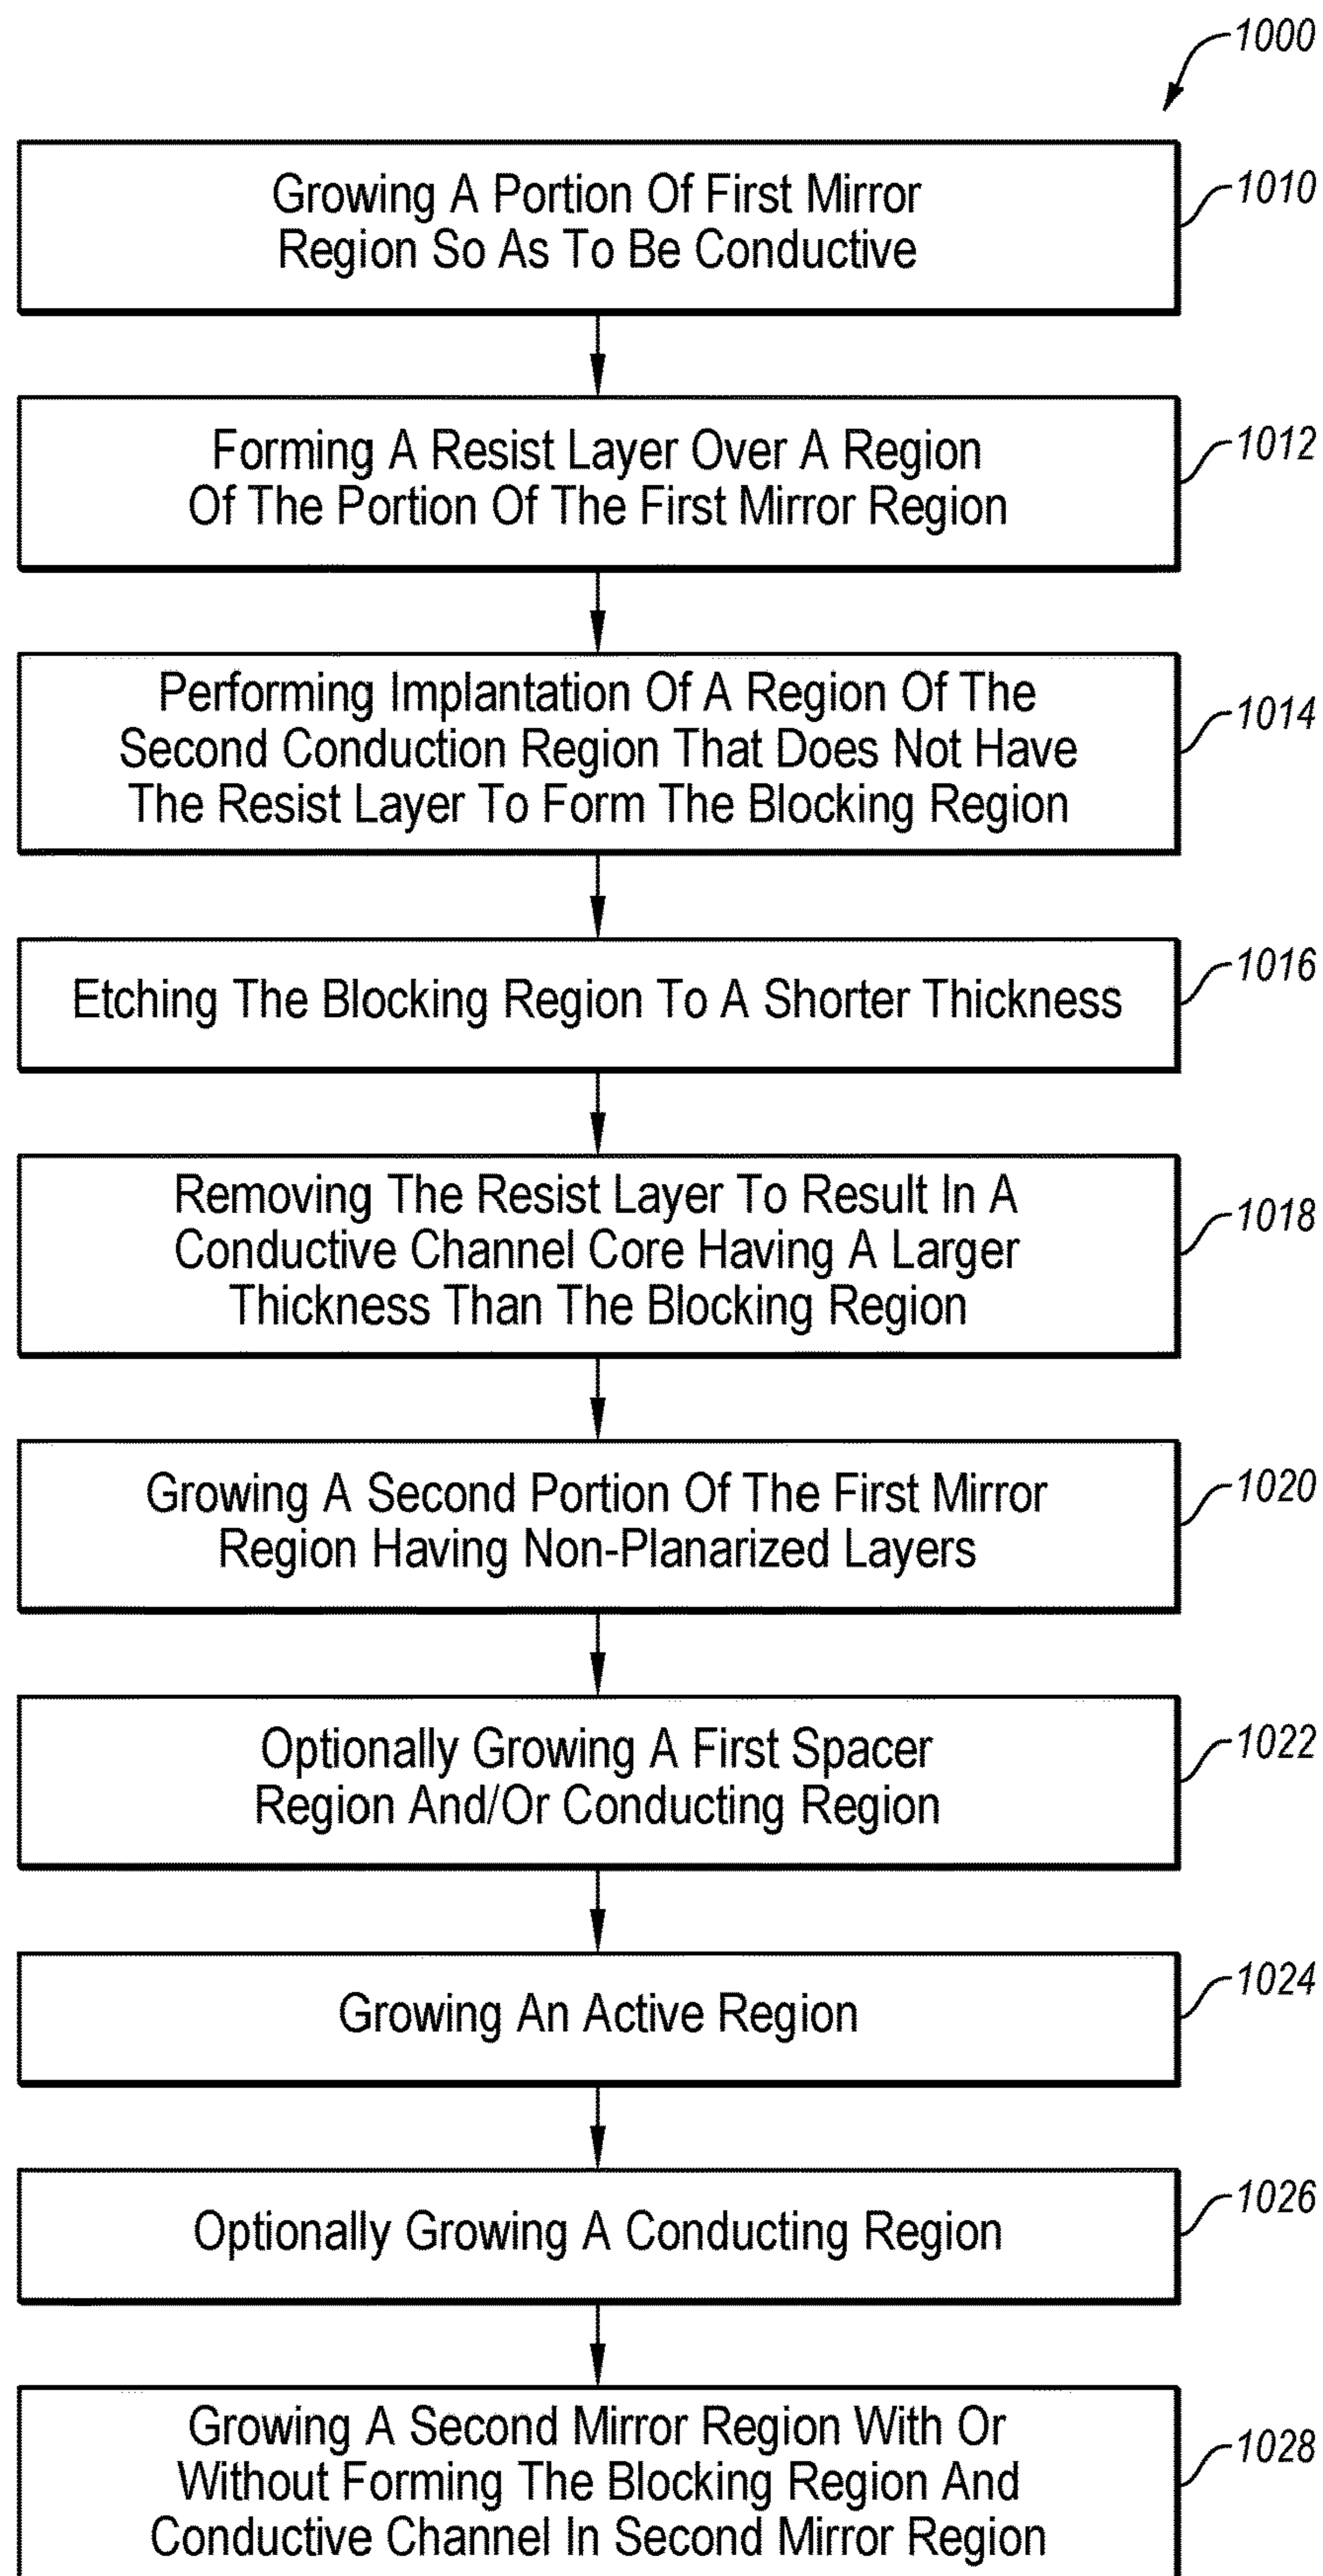 1000
Growing A Portion Of First Mirror
Region So As To Be Conductive
1010
Forming A Resist Layer Over A Region
Of The Portion Of The First Mirror Region
1012
Performing Implantation Of A Region Of The
Second Conduction Region That Does Not Have
The Resist Layer To Form The Blocking Region
1014
Etching The Blocking Region To A Shorter Thickness
1016
Removing The Resist Layer To Result In A
Conductive Channel Core Having A Larger
Thickness Than The Blocking Region
1018
Growing A Second Portion Of The First Mirror
Region Having Non-Planarized Layers
1020
Optionally Growing A First Spacer
Region And/Or Conducting Region
1022
Growing An Active Region
1024
Optionally Growing A Conducting Region
1026
Growing A Second Mirror Region With Or
Without Forming The Blocking Region And
Conductive Channel In Second Mirror Region
1028